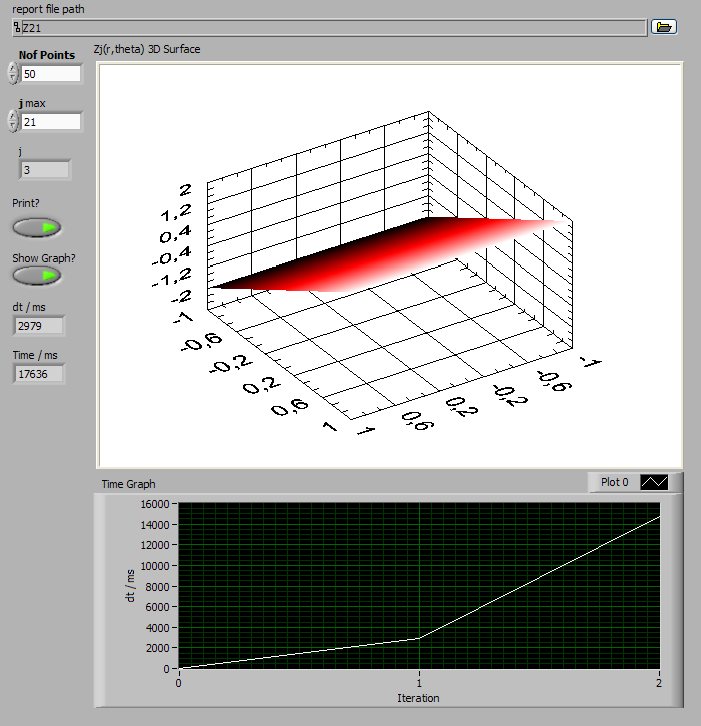 report file path
Z21
Zj(r,theta) 3D Surface
Nof Points
50
j max
21
j
3
Print?
Show Graph?
dt / ms
2979
Time / ms
17636
2
1,2
0,4
-0,4
-1,2
-2
-1
-0,6
-0,2
0,2
0,6
1
1
0,6
0,2
-0,2
-0,6
-1
Time Graph
Plot 0
16000
14000
12000
10000
8000
6000
4000
2000
0
dt / ms
0
1
2
Iteration